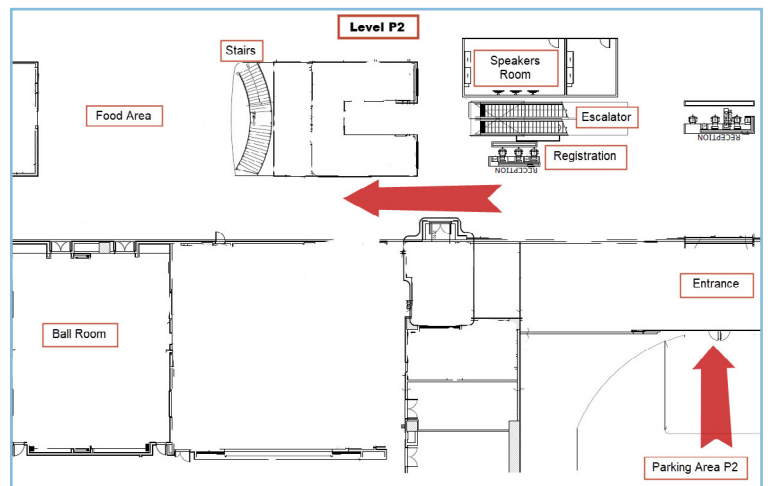 Level P2
Stairs
Speakers
Room
Food Area
Escalator
Registration
RECEPTION
RECEPTION
Entrance
Ball Room
Parking Area P2